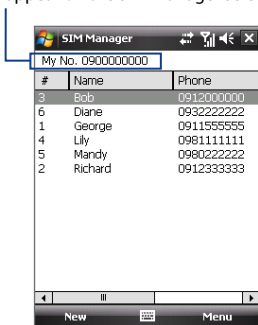 SIM Manager
My No. 0900000000
# Name Phone
3 Bob 0912000000
6 Diane 0932222222
1 George 0911555555
4 Lily 0981111111
5 Mandy 0980222222
2 Richard 0912333333
New Menu